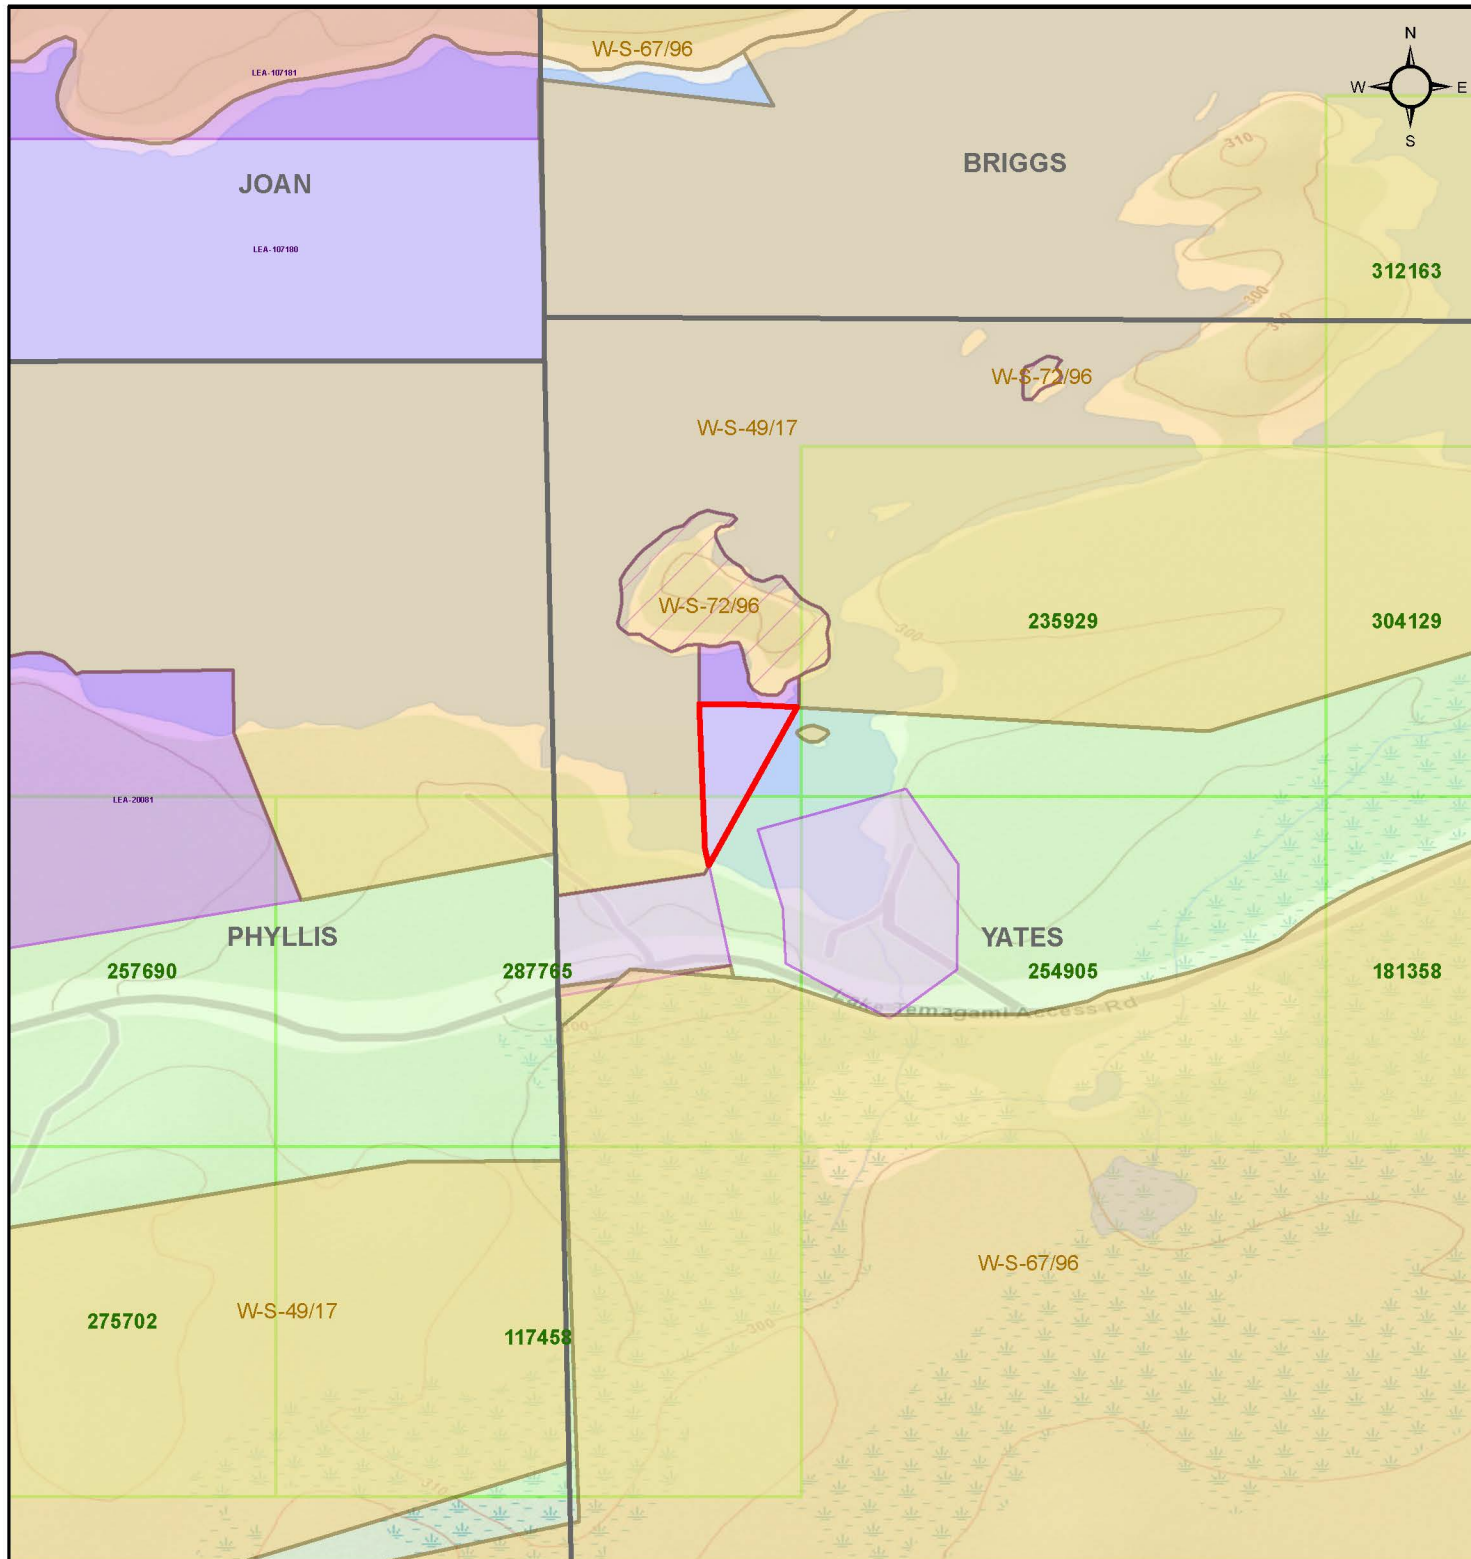 W-S-67/96
N
W E
S
LEA-107181
310
BRIGGS
JOAN
LEA-107180
312163
300
310
W-S-72/96
W-S-49/17
W-S-72/96
235929
304129
300
LEA-20081
PHYLLIS
YATES
257690
287765
254905
181358
Lake Temagami Access Rd
300
W-S-67/96
W-S-49/17
275702
117458
300
310